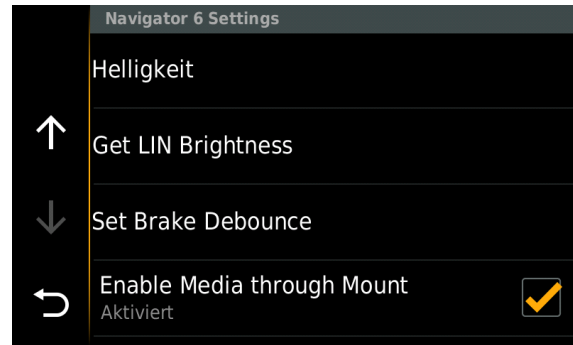 Navigator 6 Settings
Helligkeit
Get LIN Brightness
Set Brake Debounce
Enable Media through Mount
Aktiviert